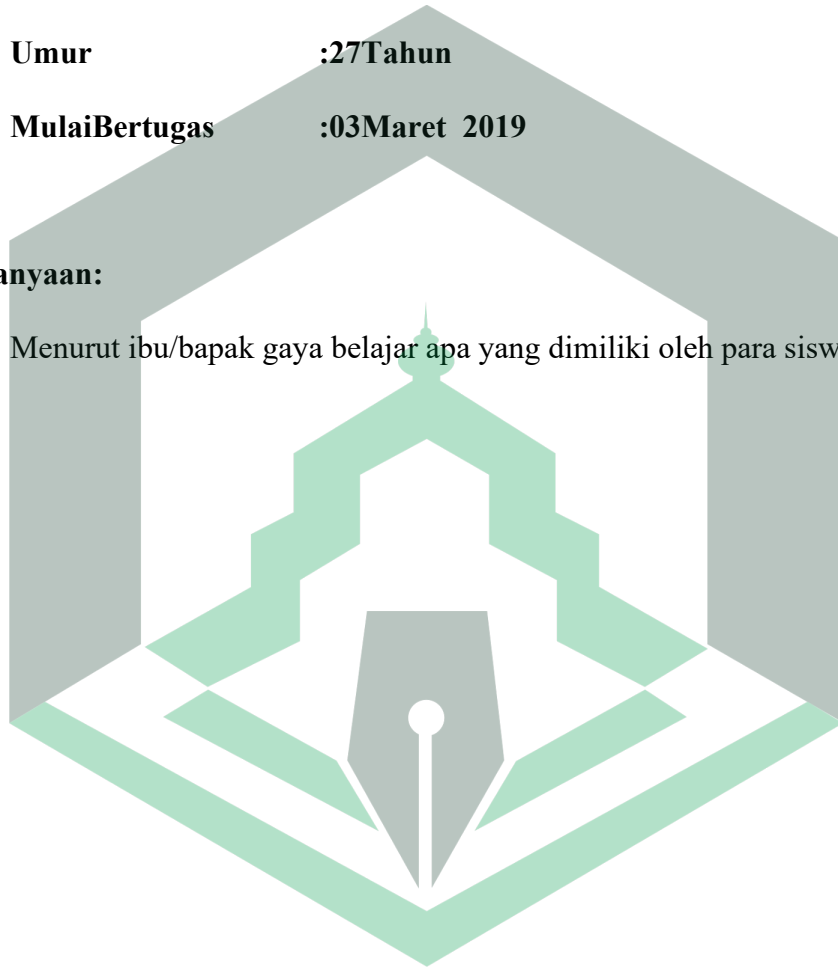 Umur :27Tahun
MulaiBertugas :03Maret 2019
anyaan:
Menurut ibu/bapak gaya belajar apa yang dimiliki oleh para sisw